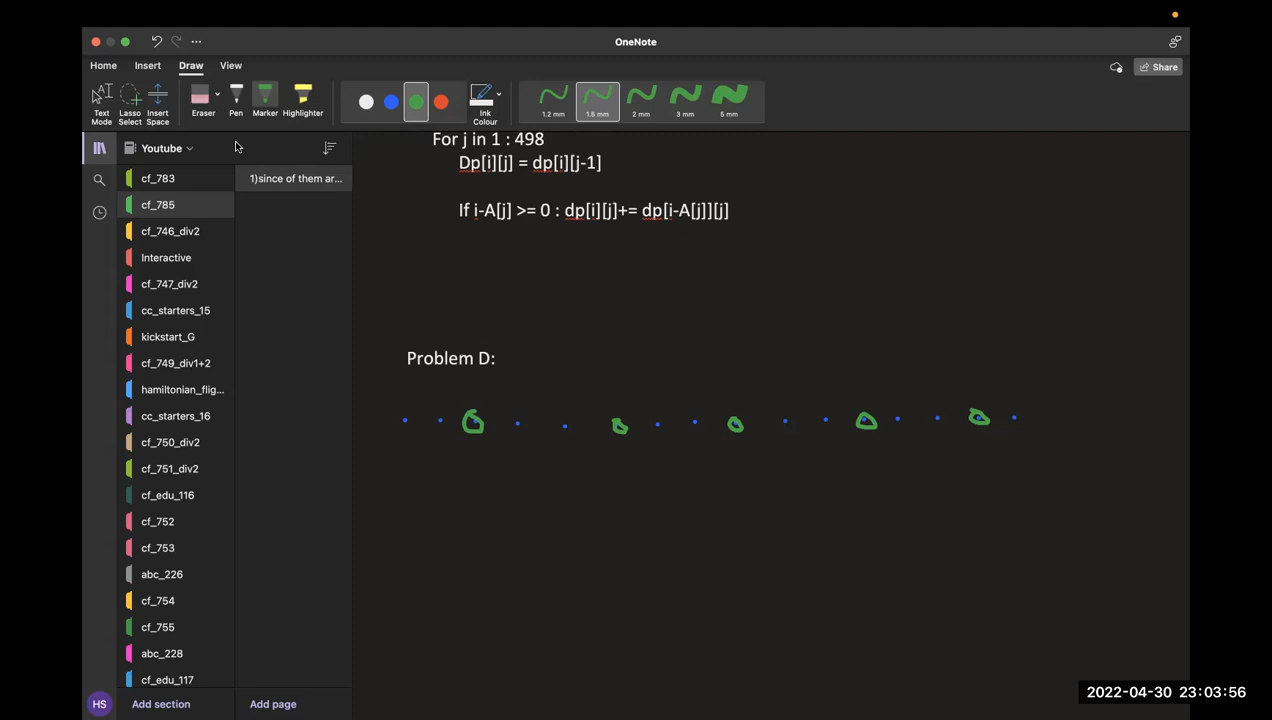 OneNote
Home Insert Draw View
Share
Text Mode
Lasso Select
Insert Space
Eraser
Pen
Marker
Highlighter
Ink Colour
1.2 mm
1.5 mm
2 mm
3 mm
5 mm
Youtube
cf_783
cf_785
cf_746_div2
Interactive
cf_747_div2
cc_starters_15
kickstart_G
cf_749_div1+2
hamiltonian_flig...
cc_starters_16
cf_750_div2
cf_751_div2
cf_edu_116
cf_752
cf_753
abc_226
cf_754
cf_755
abc_228
cf_edu_117
HS
Add section
1)since of them ar...
Add page
For j in 1 : 498
Dp[i][j] = dp[i][j-1]
If i-A[j] >= 0 : dp[i][j]+= dp[i-A[j]][j]
Problem D:
2022-04-30 23:03:56